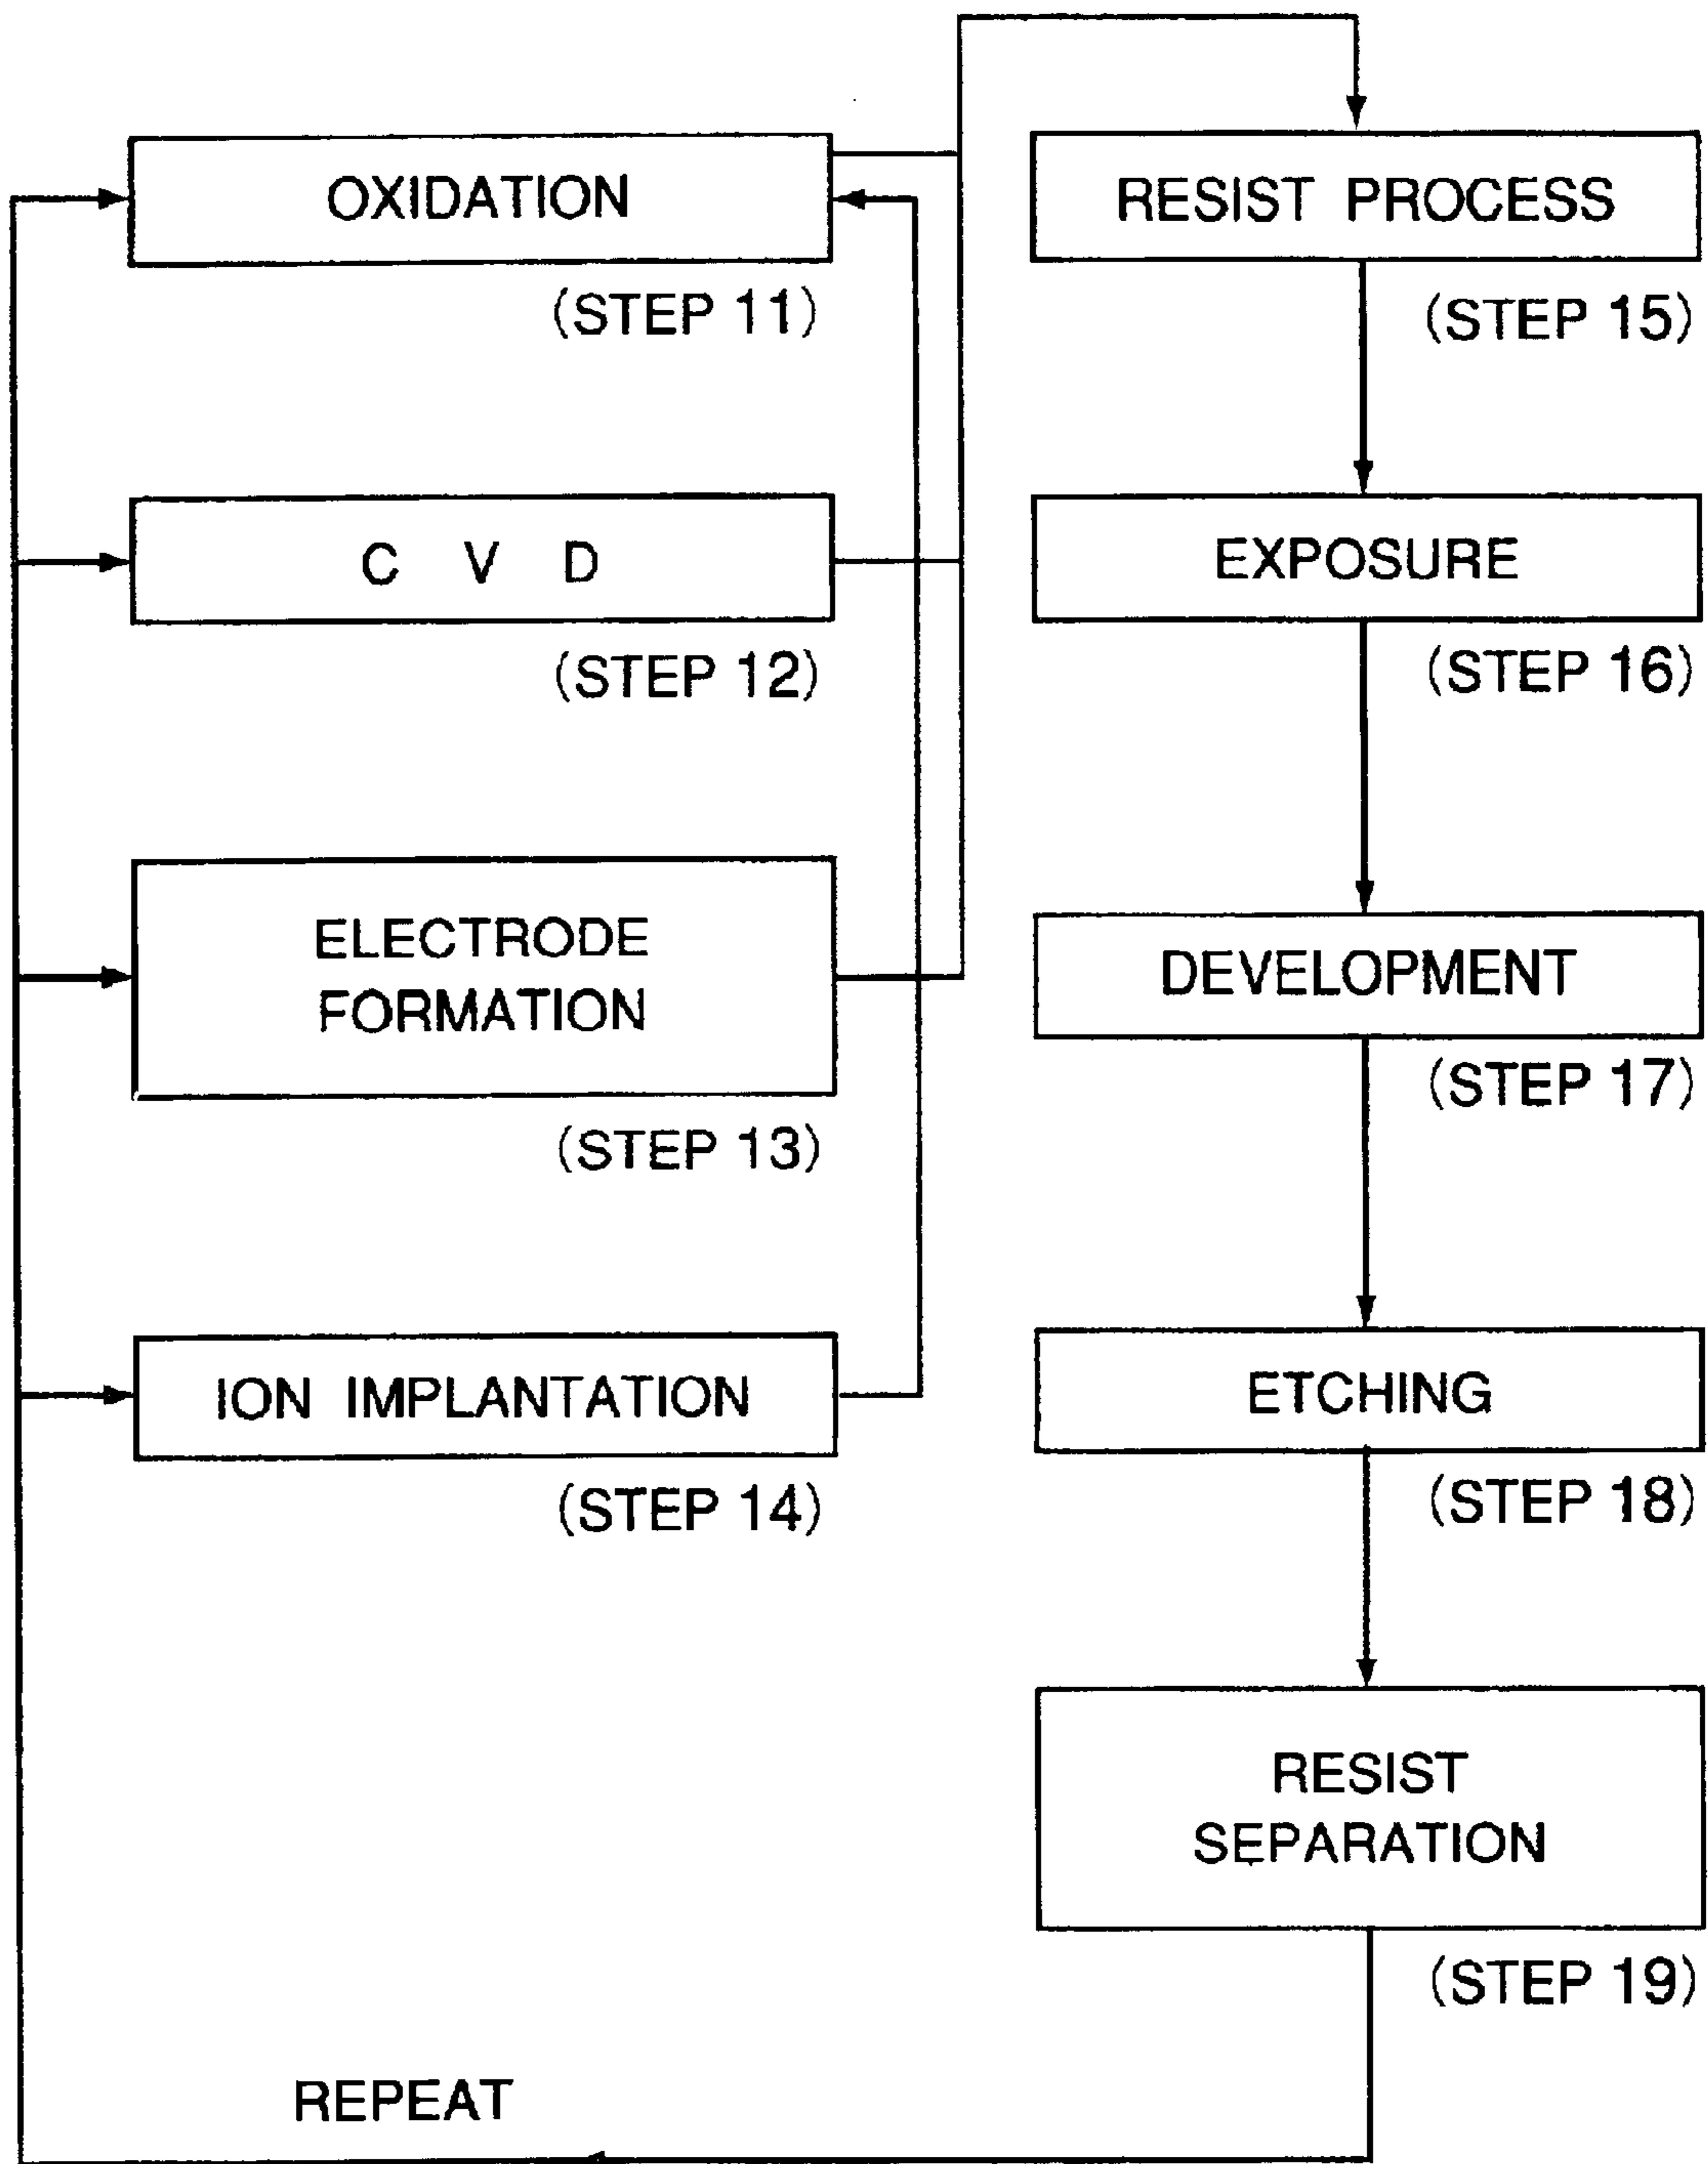 OXIDATION
(STEP 11)
C V D
(STEP 12)
ELECTRODE
FORMATION
(STEP 13)
ION IMPLANTATION
(STEP 14)
RESIST PROCESS
(STEP 15)
EXPOSURE
(STEP 16)
DEVELOPMENT
(STEP 17)
ETCHING
(STEP 18)
RESIST
SEPARATION
(STEP 19)
REPEAT